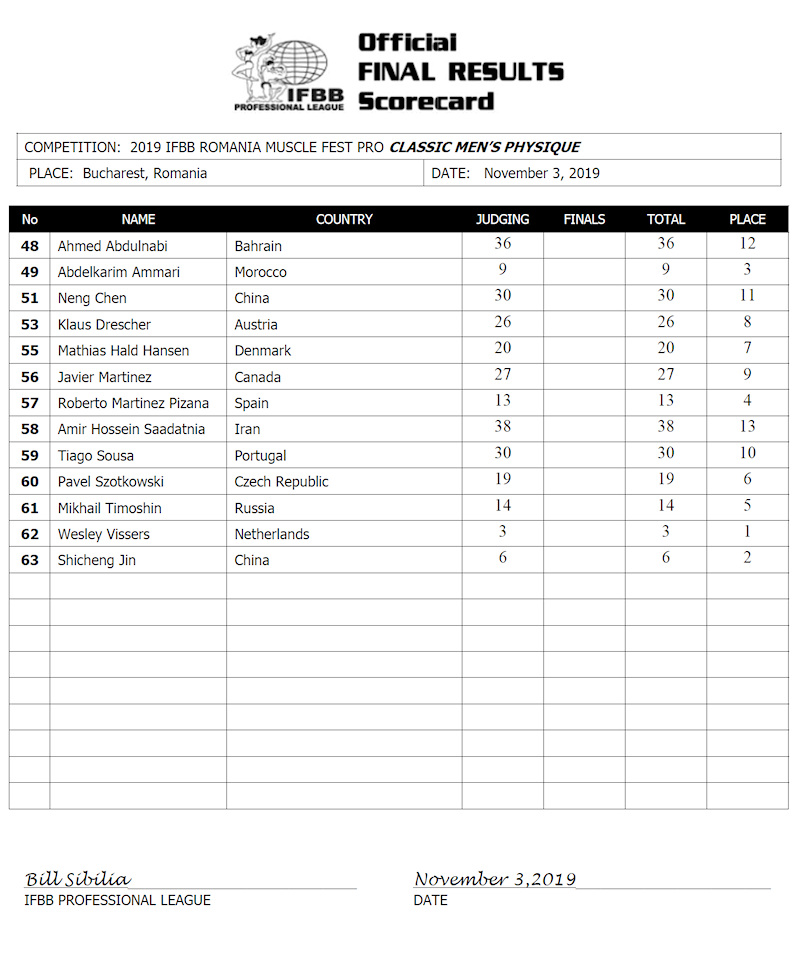 Official
FINAL RESULTS
Scorecard
IFBB
PROFESSIONAL LEAGUE
COMPETITION: 2019 IFBB ROMANIA MUSCLE FEST PRO CLASSIC MEN'S PHYSIQUE
PLACE: Bucharest, Romania DATE: November 3, 2019
No NAME COUNTRY JUDGING FINALS TOTAL PLACE
48 Ahmed Abdulnabi Bahrain 36 36 12
49 Abdelkarim Ammari Morocco 9 9 3
51 Neng Chen China 30 30 11
53 Klaus Drescher Austria 26 26 8
55 Mathias Hald Hansen Denmark 20 20 7
56 Javier Martinez Canada 27 27 9
57 Roberto Martinez Pizana Spain 13 13 4
58 Amir Hossein Saadatnia Iran 38 38 13
59 Tiago Sousa Portugal 30 30 10
60 Pavel Szotkowski Czech Republic 19 19 6
61 Mikhail Timoshin Russia 14 14 5
62 Wesley Vissers Netherlands 3 3 1
63 Shicheng Jin China 6 6 2
Bill Sibilia November 3,2019
IFBB PROFESSIONAL LEAGUE DATE